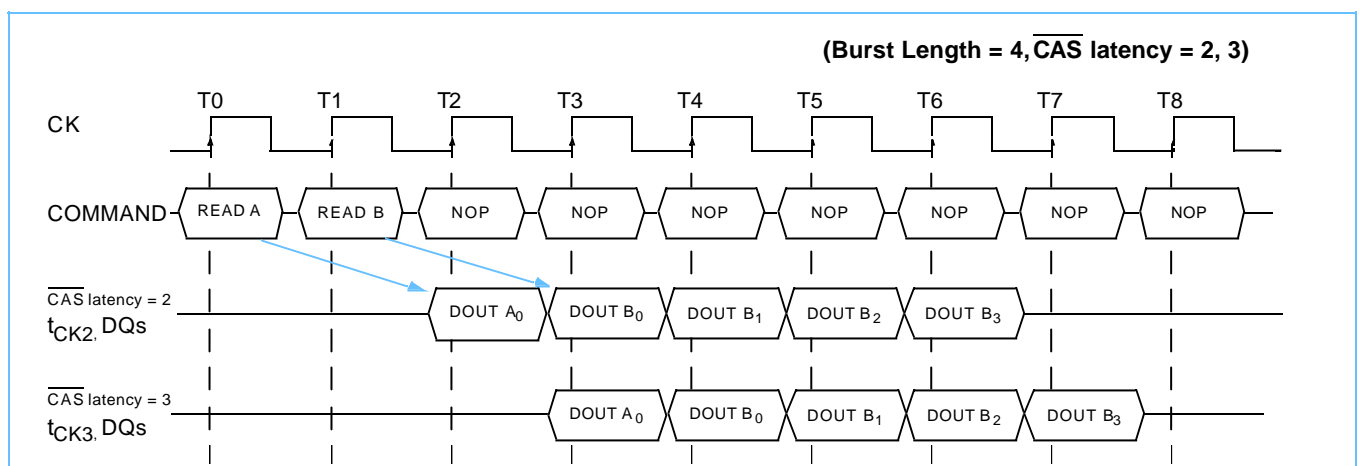 (Burst Length = 4, CAS latency = 2, 3)
T0 T1 T2 T3 T4 T5 T6 T7 T8
CK
COMMAND READ A READ B NOP NOP NOP NOP NOP NOP NOP
CAS latency = 2
tCK2, DQs DOUT A0 DOUT B0 DOUT B1 DOUT B2 DOUT B3
CAS latency = 3
tCK3, DQs DOUT A0 DOUT B0 DOUT B1 DOUT B2 DOUT B3